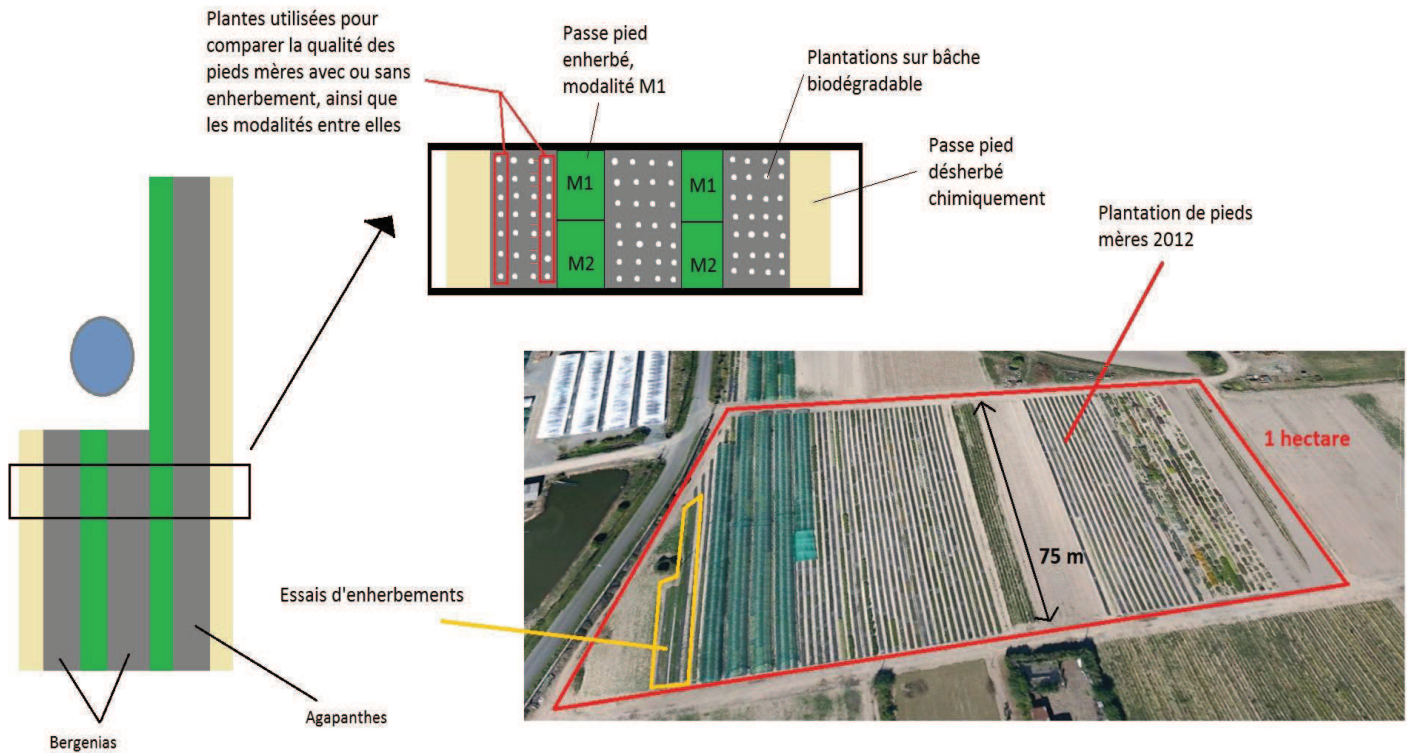 Plantes utilisées pour
comparer la qualité des
pieds mères avec ou sans
enherbement, ainsi que
les modalités entre elles
Passe pied
enherbé,
modalité M1
Plantations sur bâche
biodégradable
M1
M1
M2
M2
Passe pied
désherbé
chimiquement
Plantation de pieds
mères 2012
1 hectare
75 m
Essais d'enherbements
Agapanthes
Bergenias